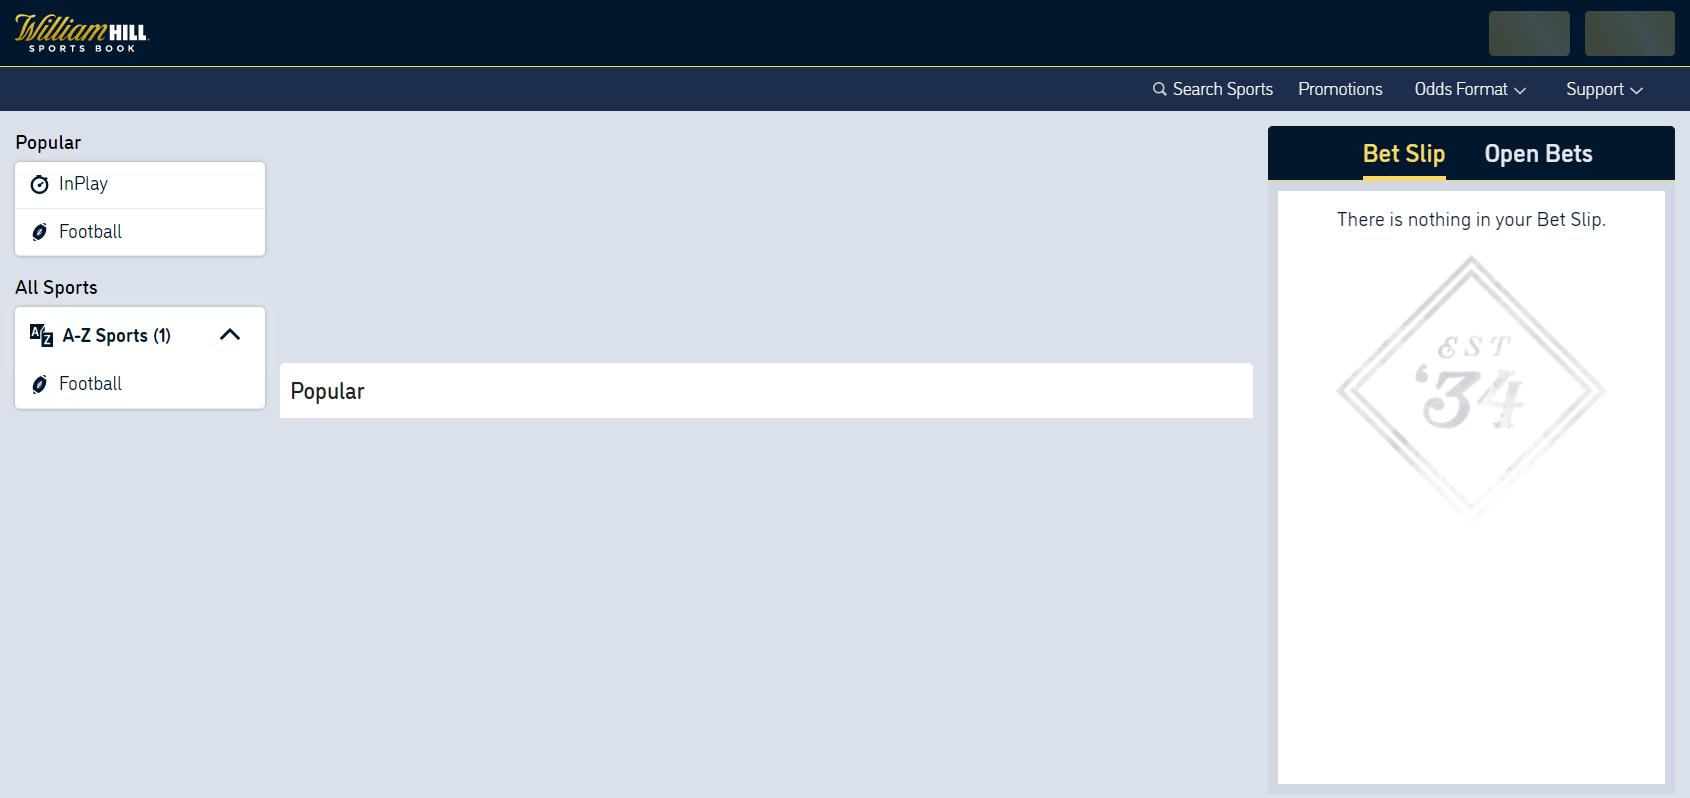 William HILL
SPORTS BOOK
Search Sports
Promotions
Odds Format
Support
Popular
InPlay
Football
All Sports
A-Z Sports (1)
Football
Popular
Bet Slip
Open Bets
There is nothing in your Bet Slip.
EST
‘34